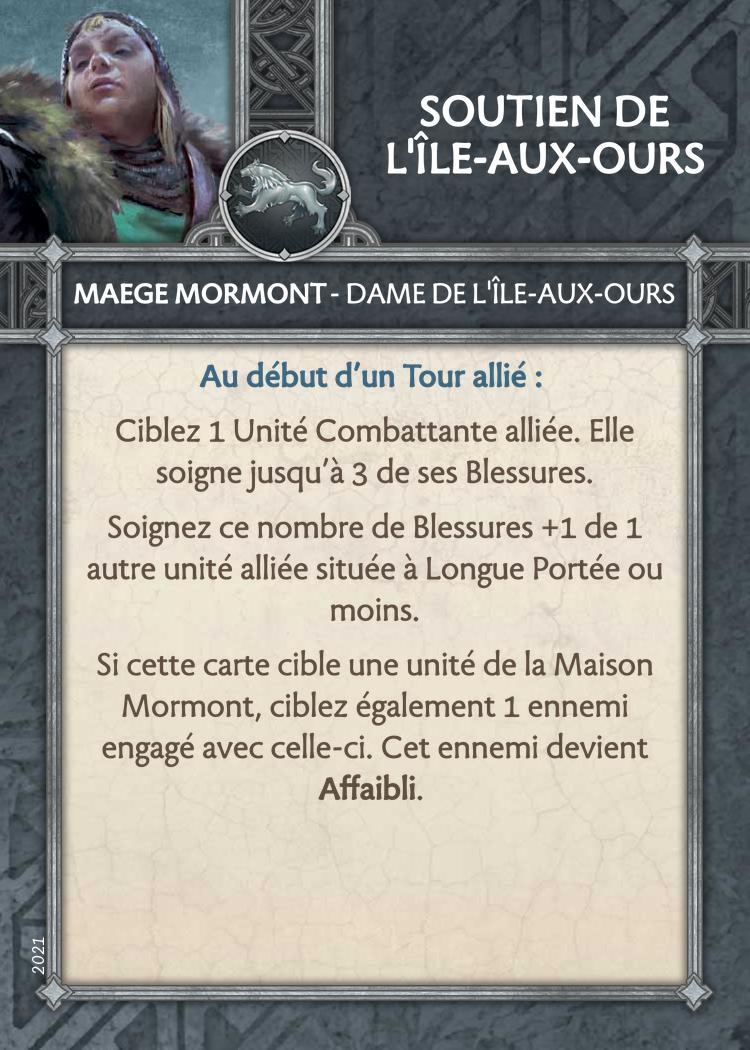 SOUTIEN DE
L'ÎLE-AUX-OURS
MAEGE MORMONT - DAME DE L'ÎLE-AUX-OURS
Au début d’un Tour allié :
Ciblez 1 Unité Combattante alliée. Elle
soigne jusqu’à 3 de ses Blessures.
Soignez ce nombre de Blessures +1 de 1
autre unité alliée située à Longue Portée ou
moins.
Si cette carte cible une unité de la Maison
Mormont, ciblez également 1 ennemi
engagé avec celle-ci. Cet ennemi devient
Affaibli.
2021